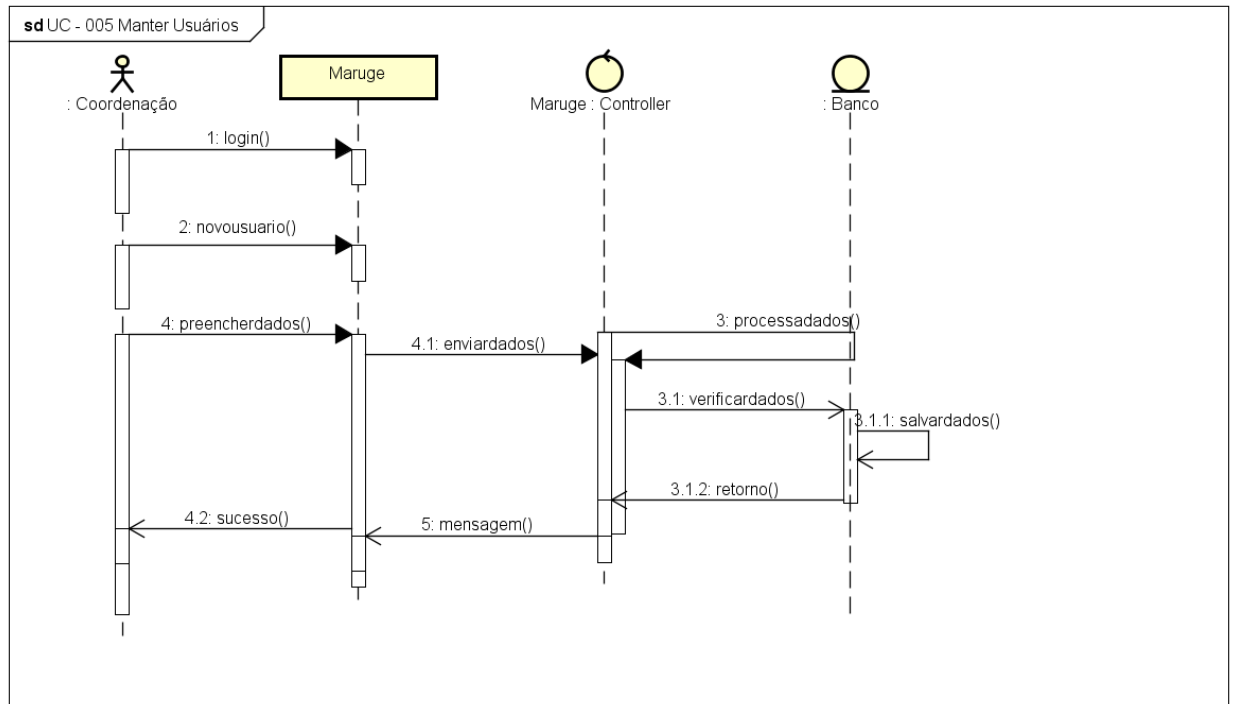 sd UC - 005 Manter Usuários
Maruge
: Coordenação
Maruge : Controller
: Banco
1: login()
2: novousuario()
4: preencherdados()
3: processadados()
4.1: enviardados()
3.1: verificardados()
3.1.1: salvardados()
3.1.2: retorno()
4.2: sucesso()
5: mensagem()